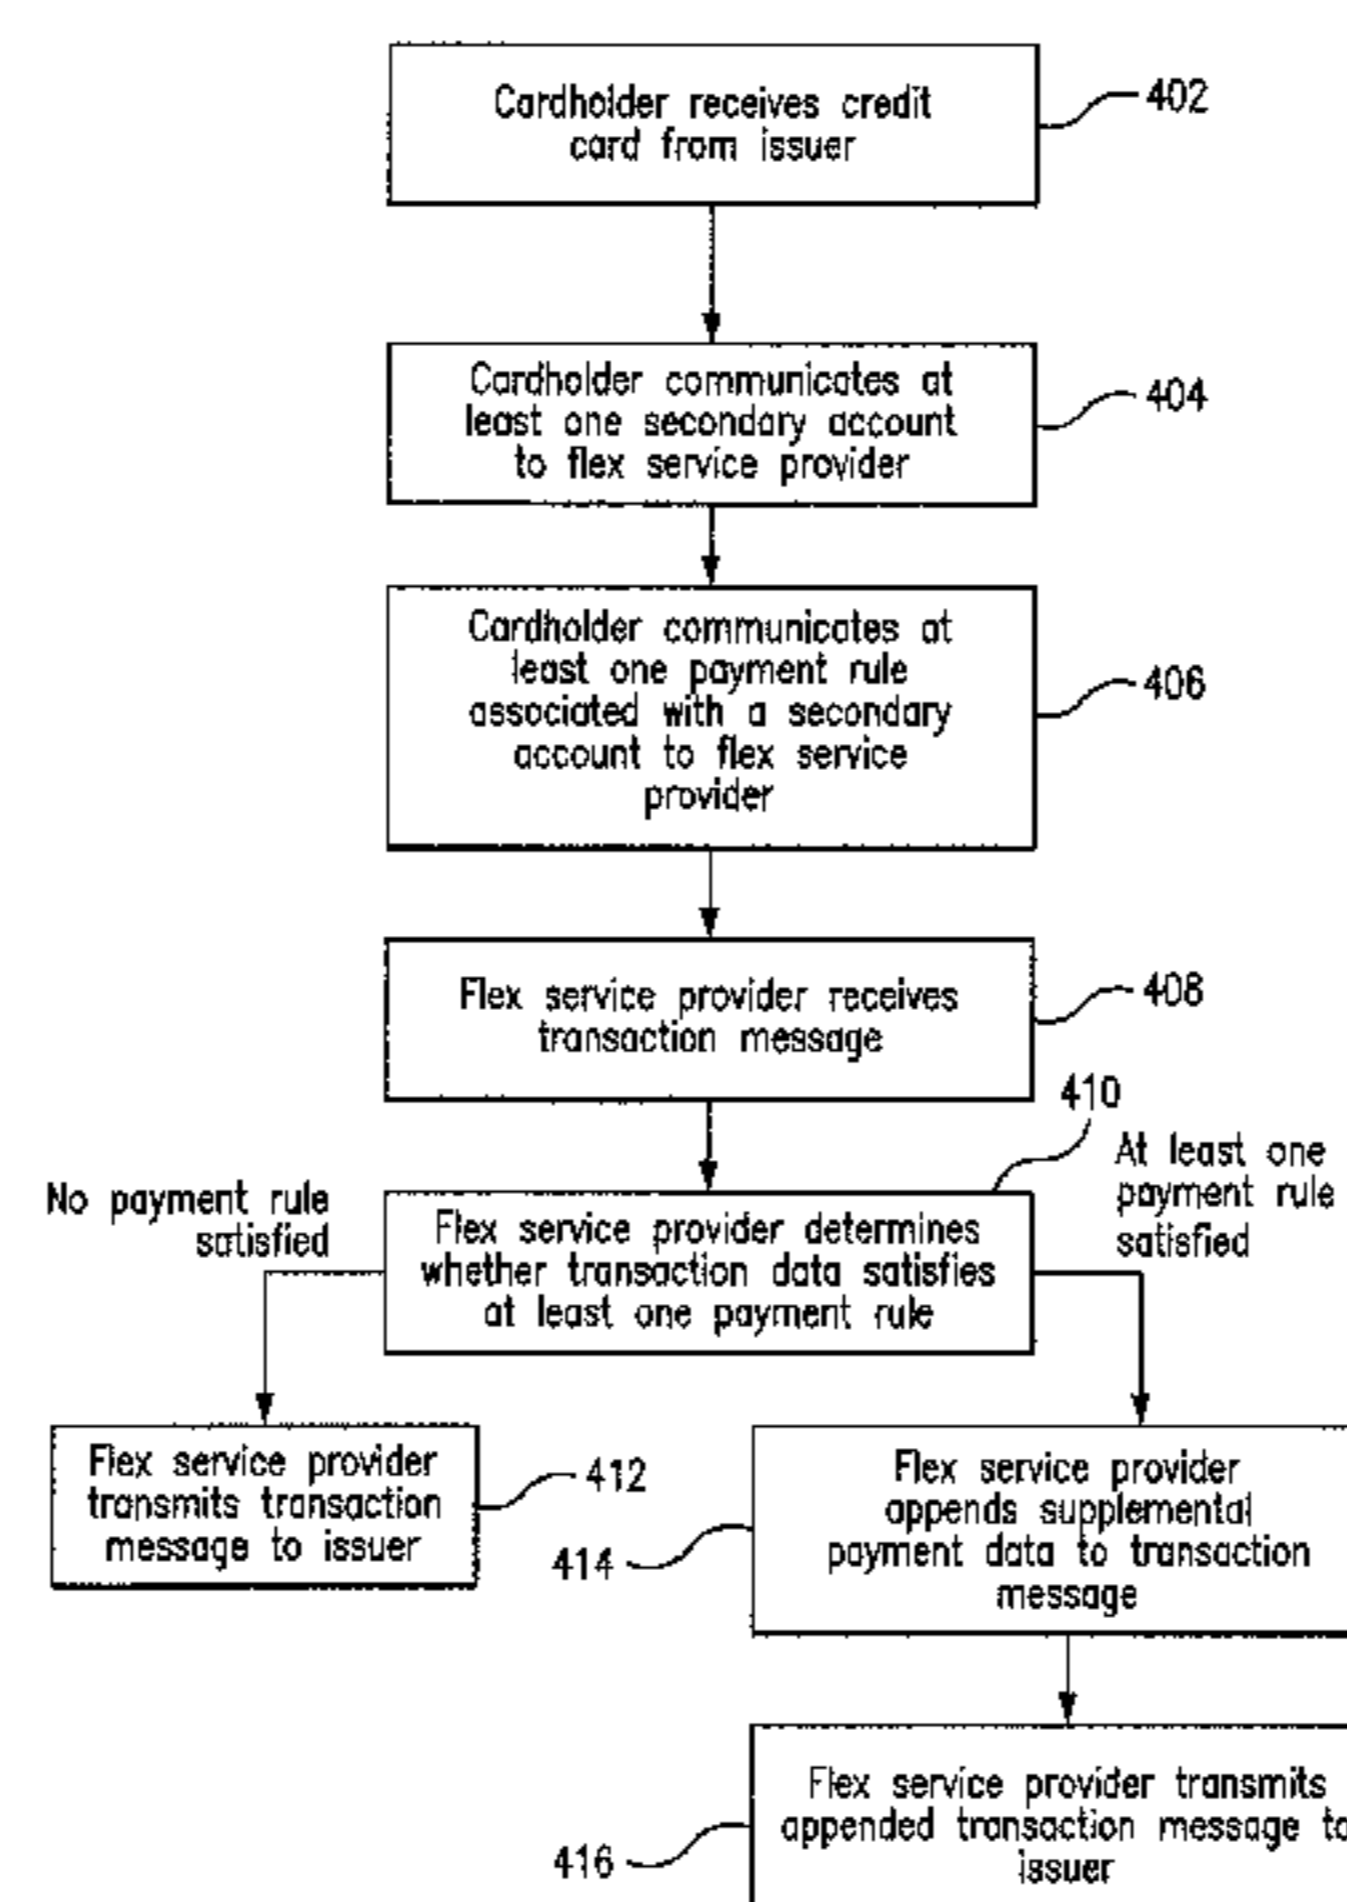 Cardholder receives credit
card from issuer
402
Cardholder communicates at
least one secondary account
to flex service provider
404
Cardholder communicates at
least one payment rule
associated with a secondary
account to flex service
provider
406
Flex service provider receives
transaction message
408
410
At least one
payment rule
satisfied
No payment rule
satisfied
Flex service provider determines
whether transaction data satisfies
at least one payment rule
Flex service provider
transmits transaction
message to issuer
412
Flex service provider
appends supplemental
payment data to transaction
message
414
Flex service provider transmits
appended transaction message to
issuer
416